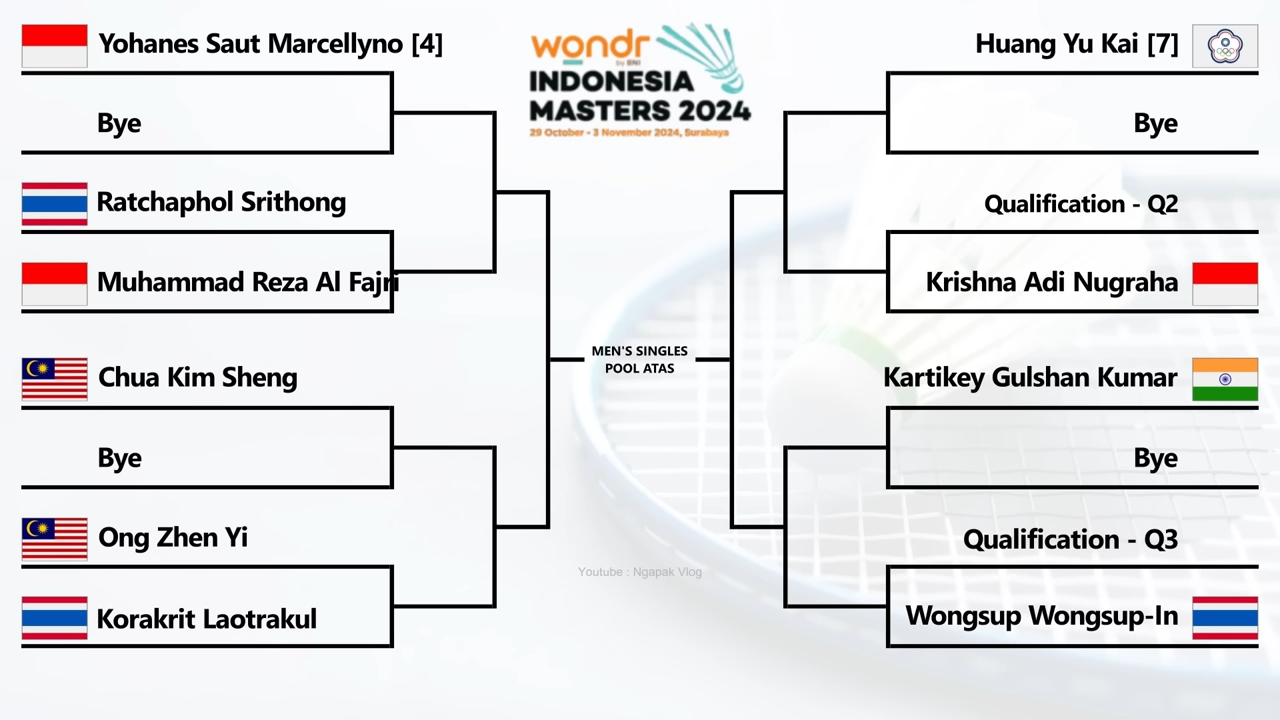 Yohanes Saut Marcellyno [4]
Bye
Ratchaphol Srithong
Muhammad Reza Al Fajri
Chua Kim Sheng
Bye
Ong Zhen Yi
Korakrit Laotrakul
wondr
by BNI
INDONESIA
MASTERS 2024
29 October - 3 November 2024, Surabaya
MEN'S SINGLES
POOL ATAS
Youtube : Ngapak Vlog
Huang Yu Kai [7]
Bye
Qualification - Q2
Krishna Adi Nugraha
Kartikey Gulshan Kumar
Bye
Qualification - Q3
Wongsup Wongsup-In